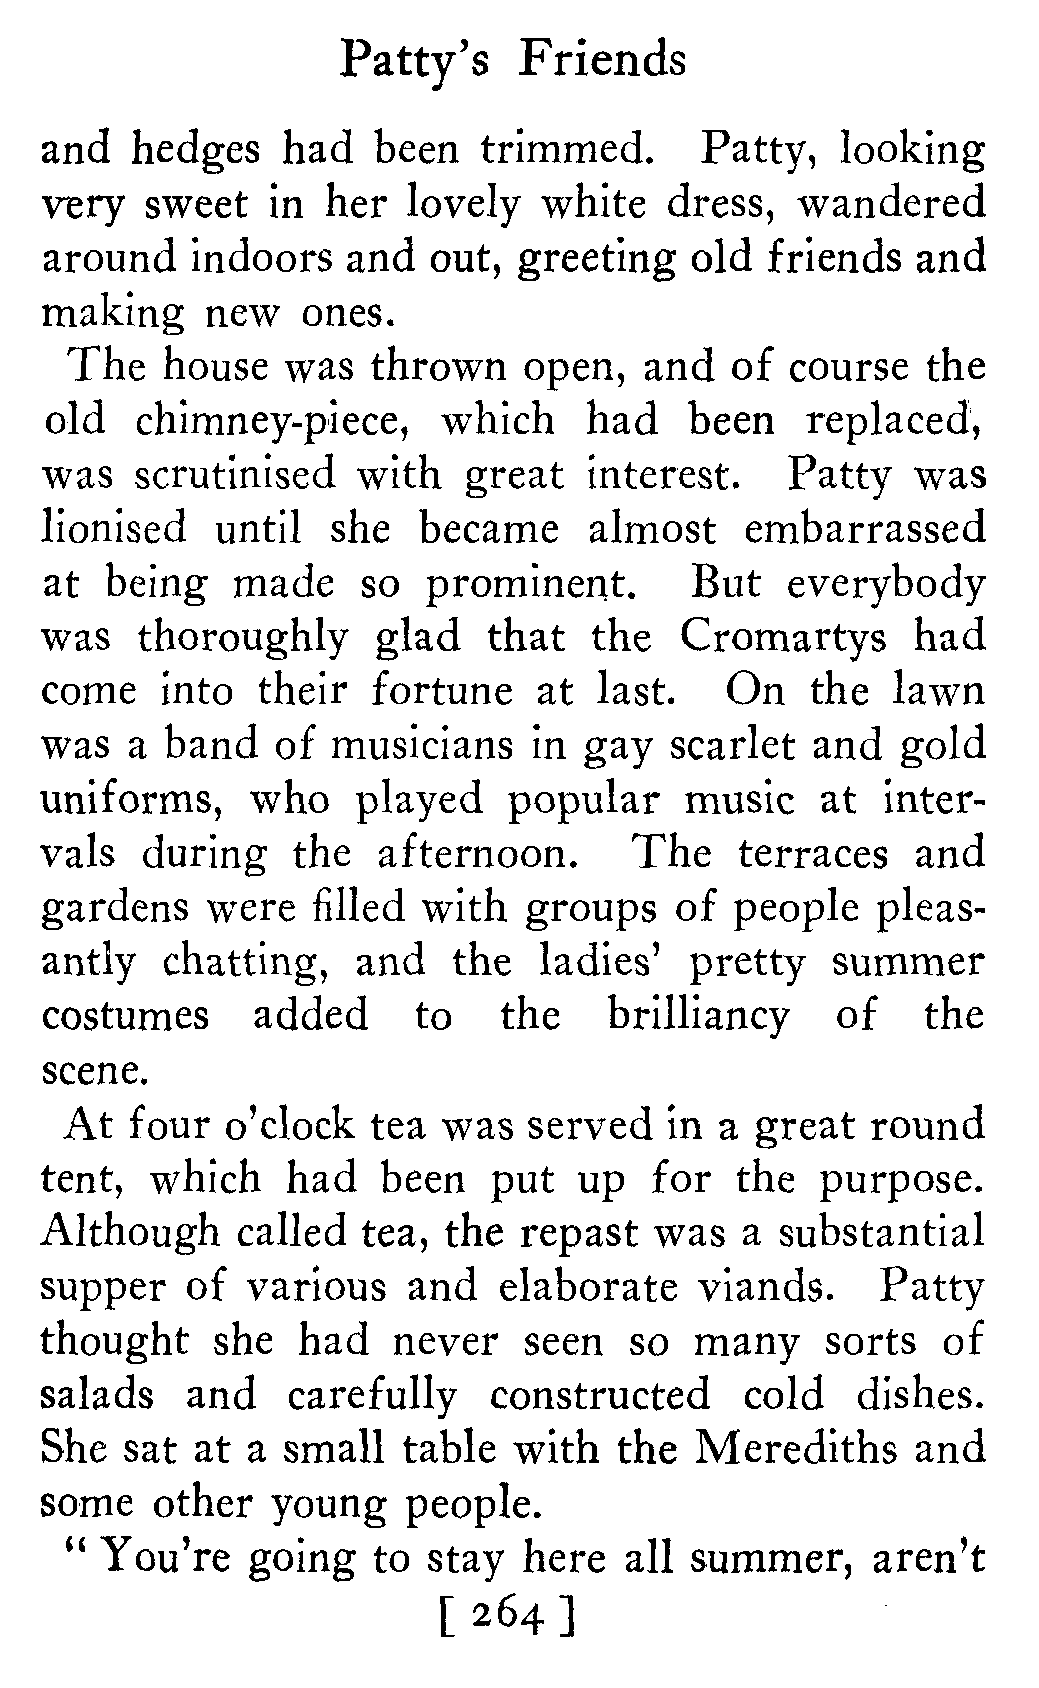 Patty's Friends
and hedges had been trimmed. Patty, looking
very sweet in her lovely white dress, wandered
around indoors and out, greeting old friends and
making new ones.
The house was thrown open, and of course the
old chimney-piece, which had been replaced,
was scrutinised with great interest. Patty was
lionised until she became almost embarrassed
at being made so prominent. But everybody
was thoroughly glad that the Cromartys had
come into their fortune at last. On the lawn
was a band of musicians in gay scarlet and gold
uniforms, who played popular music at inter-
vals during the afternoon. The terraces and
gardens were filled with groups of people pleas-
antly chatting, and the ladies' pretty summer
costumes added to the brilliancy of the
scene.
At four o'clock tea was served in a great round
tent, which had been put up for the purpose.
Although called tea, the repast was a substantial
supper of various and elaborate viands. Patty
thought she had never seen so many sorts of
salads and carefully constructed cold dishes.
She sat at a small table with the Merediths and
some other young people.
“ You're going to stay here all summer, aren't
[ 264 ]